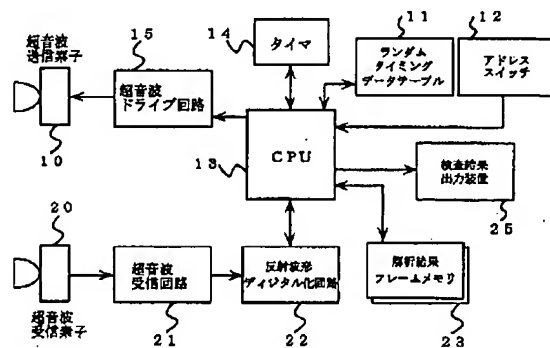 超音波
送信素子
10
15
超音波
ドライブ回路
14
タイマ
11
ランダム
タイミング
データサーブル
12
アドレス
スイッチ
CPU
13
検査結果
出力装置
25
20
超音波
受信素子
超音波
受信回路
21
反射波形
ディジタル化回路
22
解析結果
フレームメモリ
23